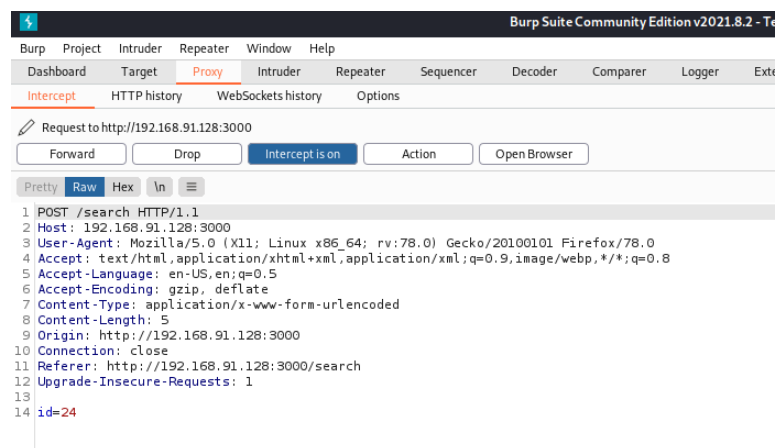 Burp Suite Community Edition v2021.8.2 - Te
Burp Project Intruder Repeater Window Help
Dashboard Target Proxy Intruder Repeater Sequencer Decoder Comparer Logger Exte
Intercept HTTP history WebSockets history Options
Request to http://192.168.91.128:3000
Forward Drop Intercept is on Action Open Browser
Pretty Raw Hex \n ≡
1 POST /search HTTP/1.1
2 Host: 192.168.91.128:3000
3 User-Agent: Mozilla/5.0 (X11; Linux x86_64; rv:78.0) Gecko/20100101 Firefox/78.0
4 Accept: text/html,application/xhtml+xml,application/xml;q=0.9,image/webp,*/*;q=0.8
5 Accept-Language: en-US,en;q=0.5
6 Accept-Encoding: gzip, deflate
7 Content-Type: application/x-www-form-urlencoded
8 Content-Length: 5
9 Origin: http://192.168.91.128:3000
10 Connection: close
11 Referer: http://192.168.91.128:3000/search
12 Upgrade-Insecure-Requests: 1
13
14 id=24